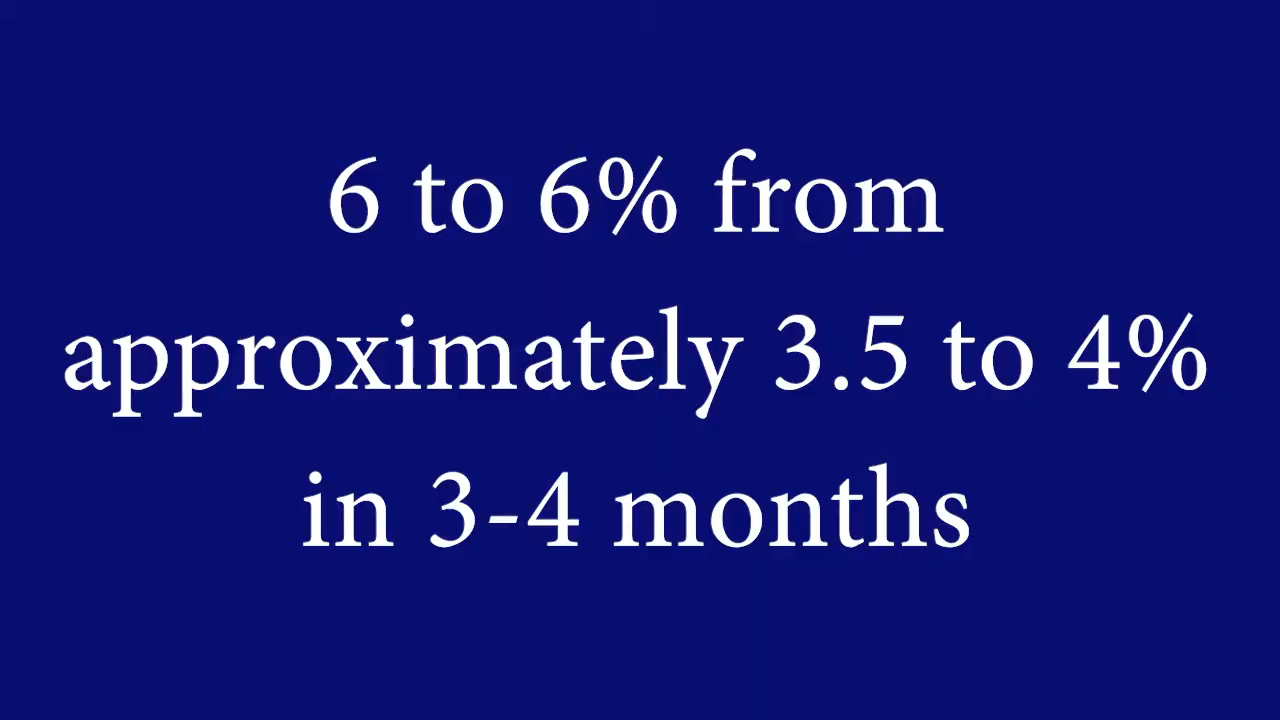 6 to 6% from
approximately 3.5 to 4%
in 3-4 months